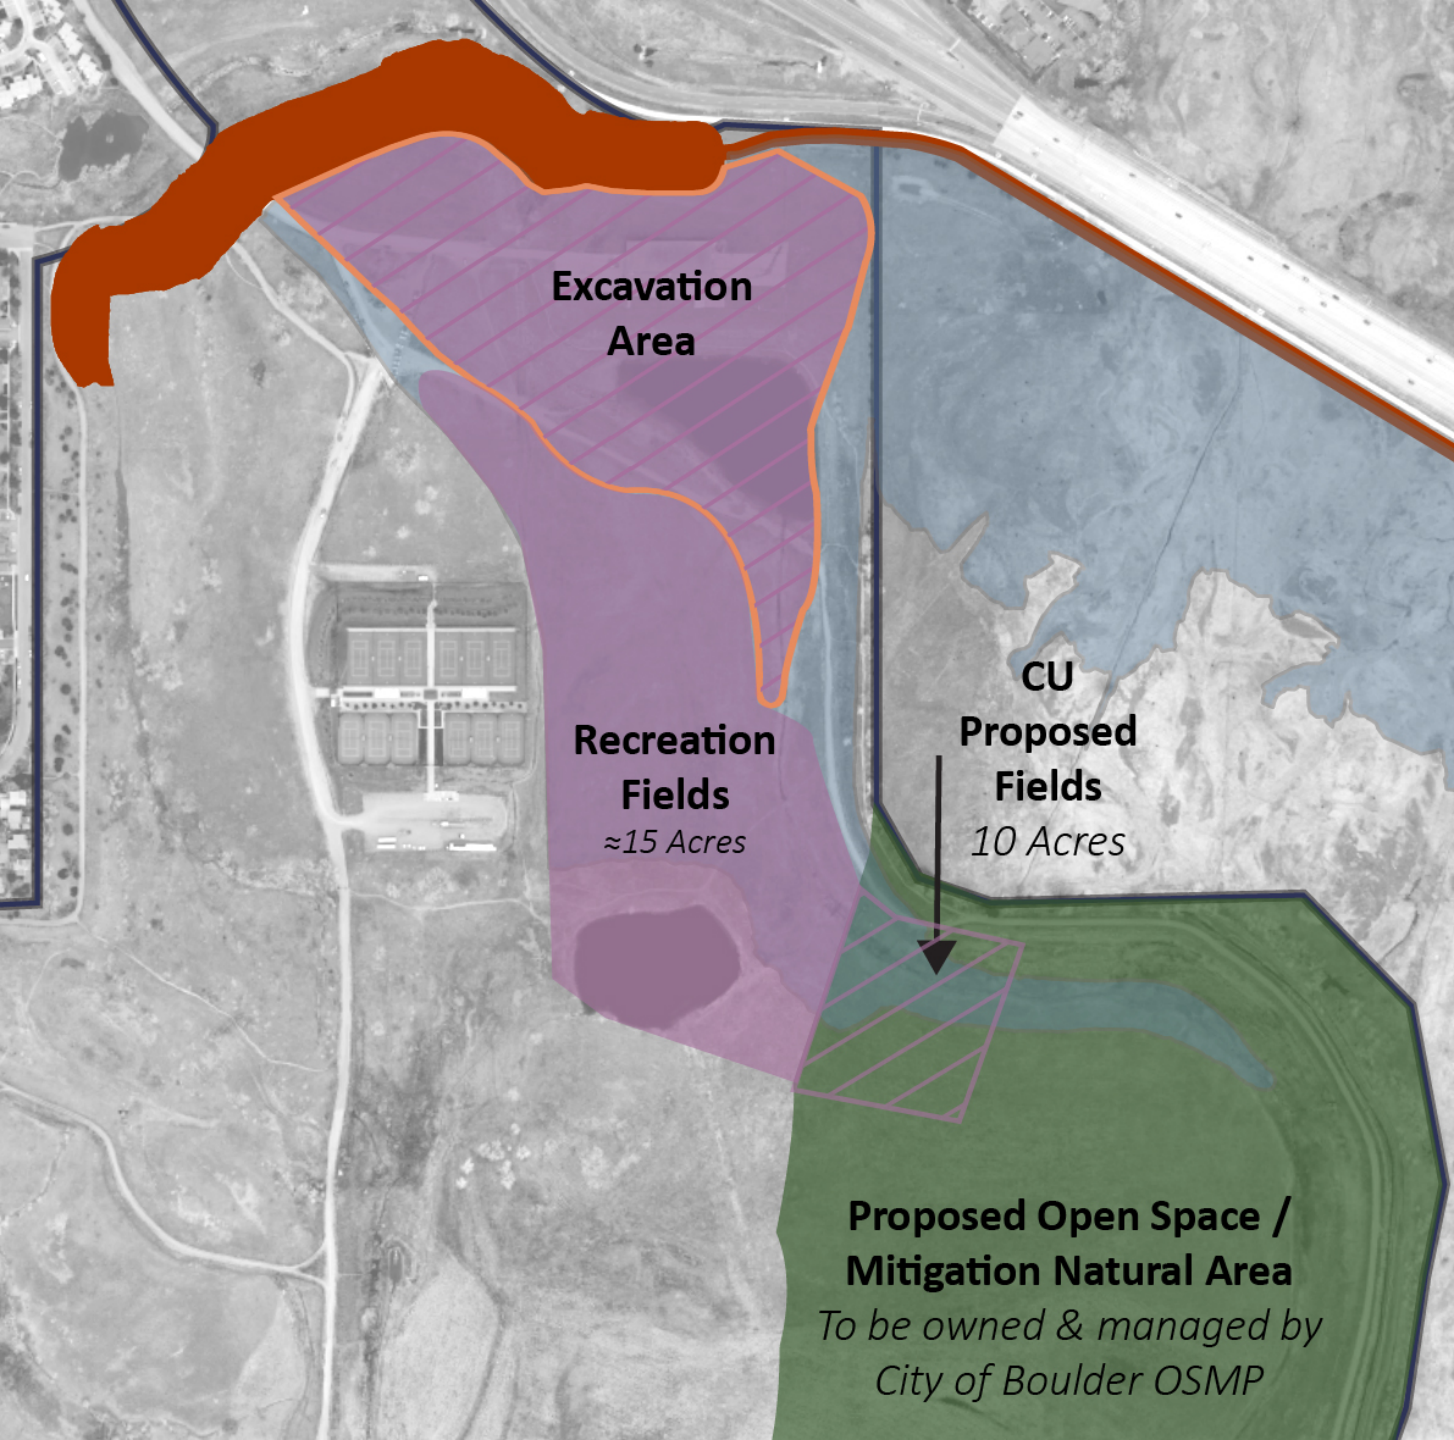 Excavation
Area
Recreation
Fields
≈15 Acres
CU
Proposed
Fields
10 Acres
Proposed Open Space /
Mitigation Natural Area
To be owned & managed by
City of Boulder OSMP